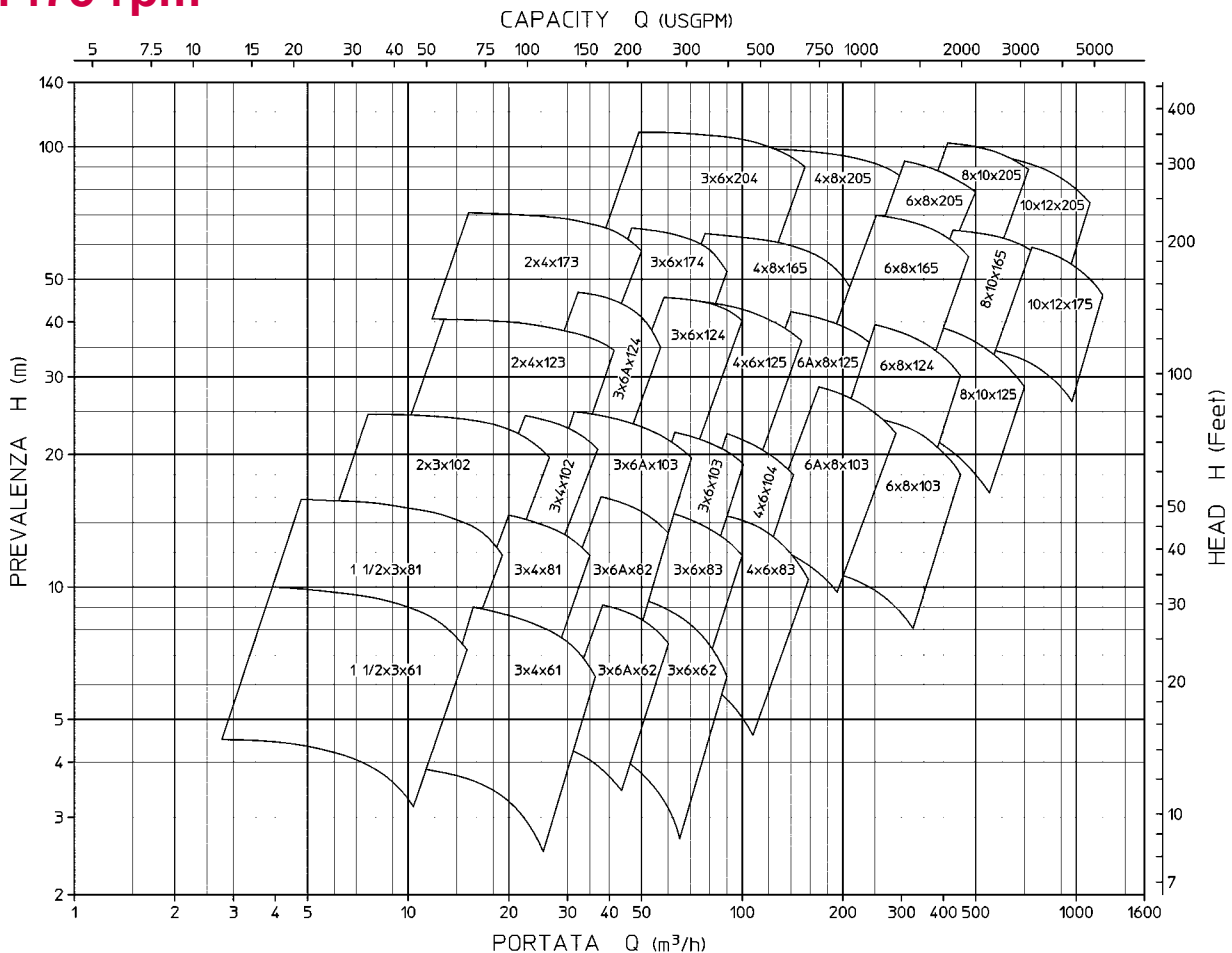 CAPACITY Q (USGPM)
5 7.5 10 20 30 40 50 75 100 150 200 300 500 750 1000 2000 3000 5000
PREVALENZA H (m)
140
100
50
40
30
20
10
5
4
3
2
HEAD H (Feet)
400
300
200
100
50
40
30
20
10
7
3x6x204
4x8x205
6x8x205
8x10x205
10x12x205
2x4x173
3x6x174
4x8x165
6x8x165
8x10x165
10x12x175
2x4x123
3x6Ax124
3x6x124
4x6x125
6Ax8x125
6x8x124
8x10x125
2x3x102
3x4x102
3x6Ax103
3x6x103
4x6x104
6Ax8x103
6x8x103
1 1/2x3x81
3x4x81
3x6Ax82
3x6x83
4x6x83
1 1/2x3x61
3x4x61
3x6Ax62
3x6x62
1 2 3 4 5 10 20 30 40 50 100 200 300 400 500 1000 1600
PORTATA Q (m³/h)